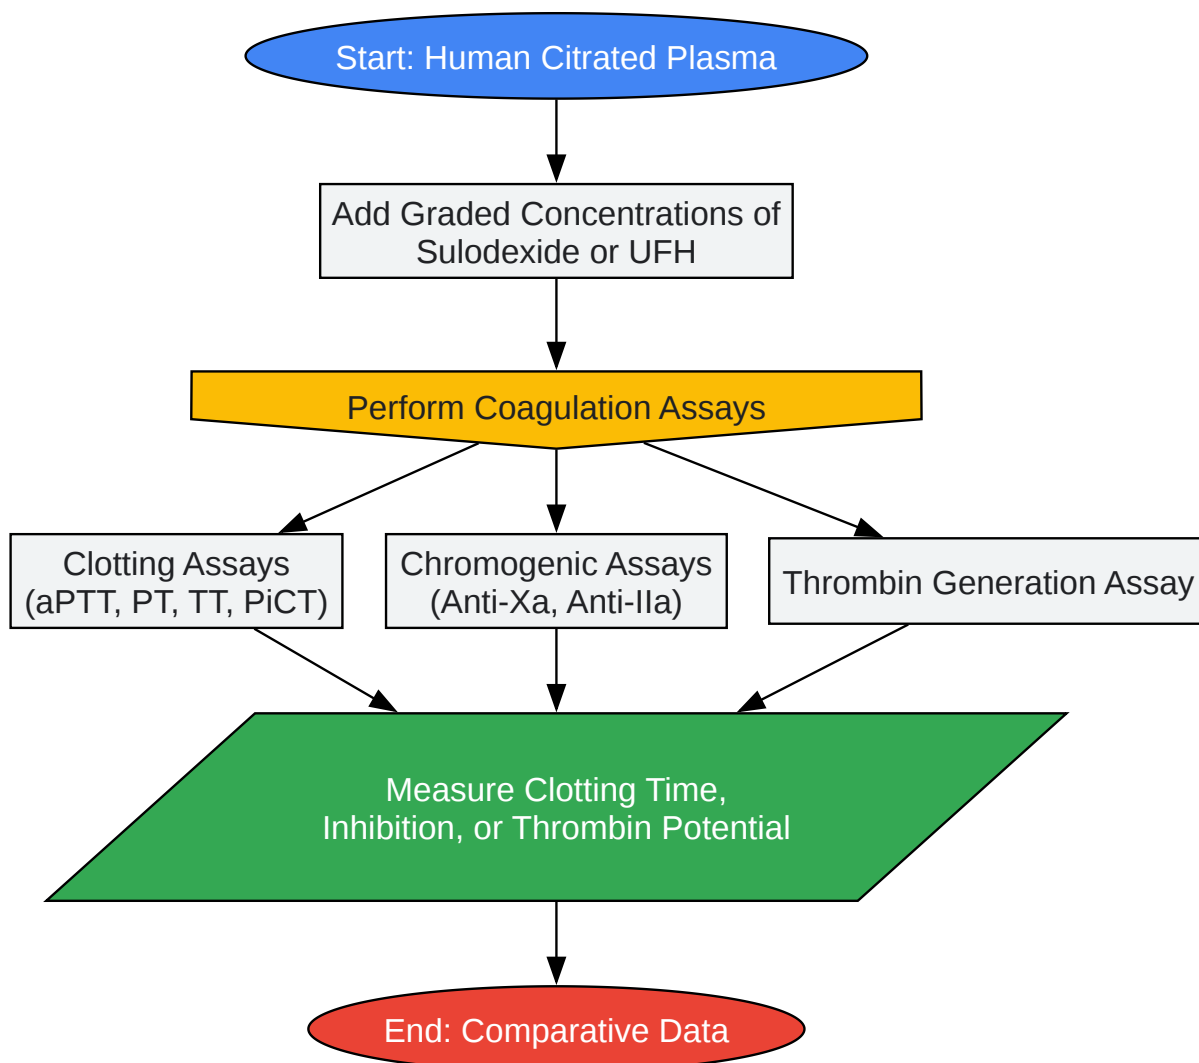 Start: Human Citrated Plasma
Add Graded Concentrations of
Sulodexide or UFH
Perform Coagulation Assays
Clotting Assays
(aPTT, PT, TT, PiCT)
Chromogenic Assays
(Anti-Xa, Anti-IIa)
Thrombin Generation Assay
Measure Clotting Time,
Inhibition, or Thrombin Potential
End: Comparative Data